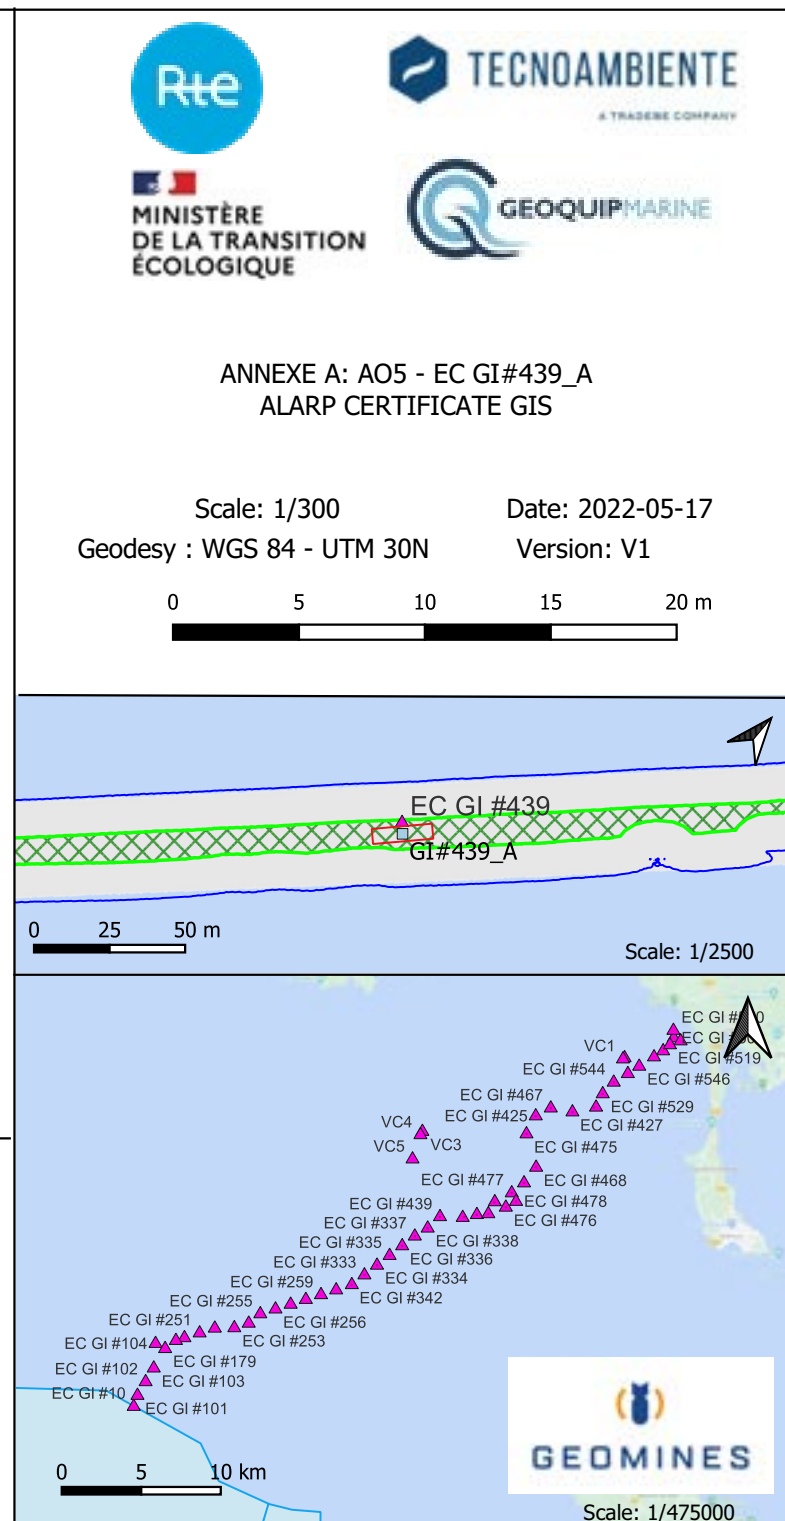 Rte
TECNOAMBIENTE
A TRADEBE COMPANY
MINISTÈRE
DE LA TRANSITION
ÉCOLOGIQUE
GEOQUIPMARINE
ANNEXE A: AO5 - EC GI#439_A
ALARP CERTIFICATE GIS
Scale: 1/300
Date: 2022-05-17
Geodesy : WGS 84 - UTM 30N
Version: V1
0 5 10 15 20 m
EC GI #439
GI#439_A
0 25 50 m
Scale: 1/2500
EC GI
VC1
EC GI #519
EC GI #544
EC GI #546
EC GI #467
EC GI #529
EC GI #425
EC GI #427
VC4
VC3
EC GI #475
VC5
EC GI #477
EC GI #468
EC GI #439
EC GI #478
EC GI #337
EC GI #476
EC GI #335
EC GI #338
EC GI #333
EC GI #336
EC GI #259
EC GI #334
EC GI #255
EC GI #342
EC GI #251
EC GI #256
EC GI #104
EC GI #253
EC GI #102
EC GI #179
EC GI #103
EC GI #10
EC GI #101
0 5 10 km
GEOMINES
Scale: 1/475000